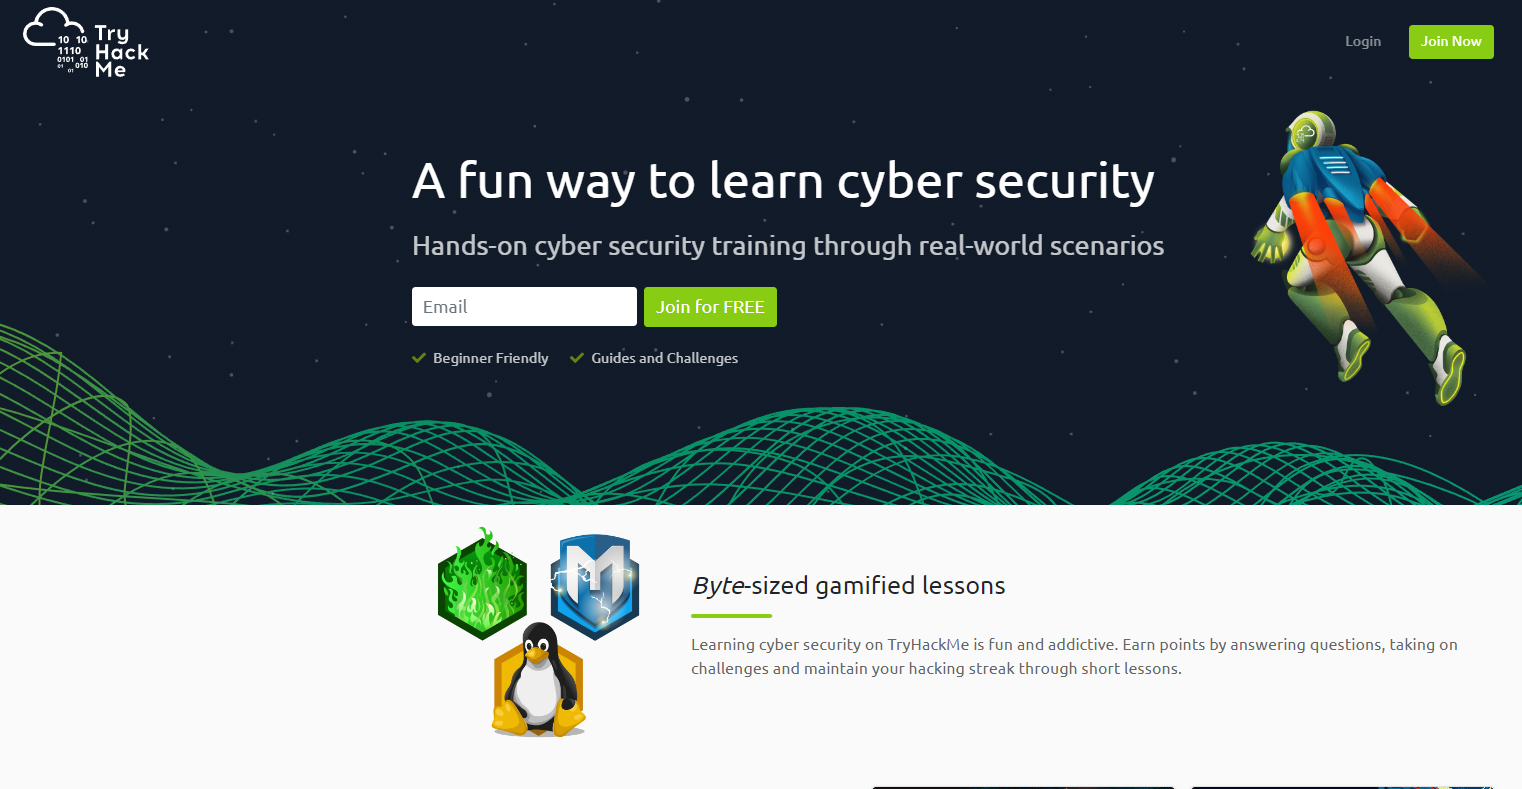 Try
Hack
Me
10 10
1110
0101 01
01 010
01
Login
Join Now
A fun way to learn cyber security
Hands-on cyber security training through real-world scenarios
Email
Join for FREE
Beginner Friendly
Guides and Challenges
M
Byte-sized gamified lessons
Learning cyber security on TryHackMe is fun and addictive. Earn points by answering questions, taking on
challenges and maintain your hacking streak through short lessons.